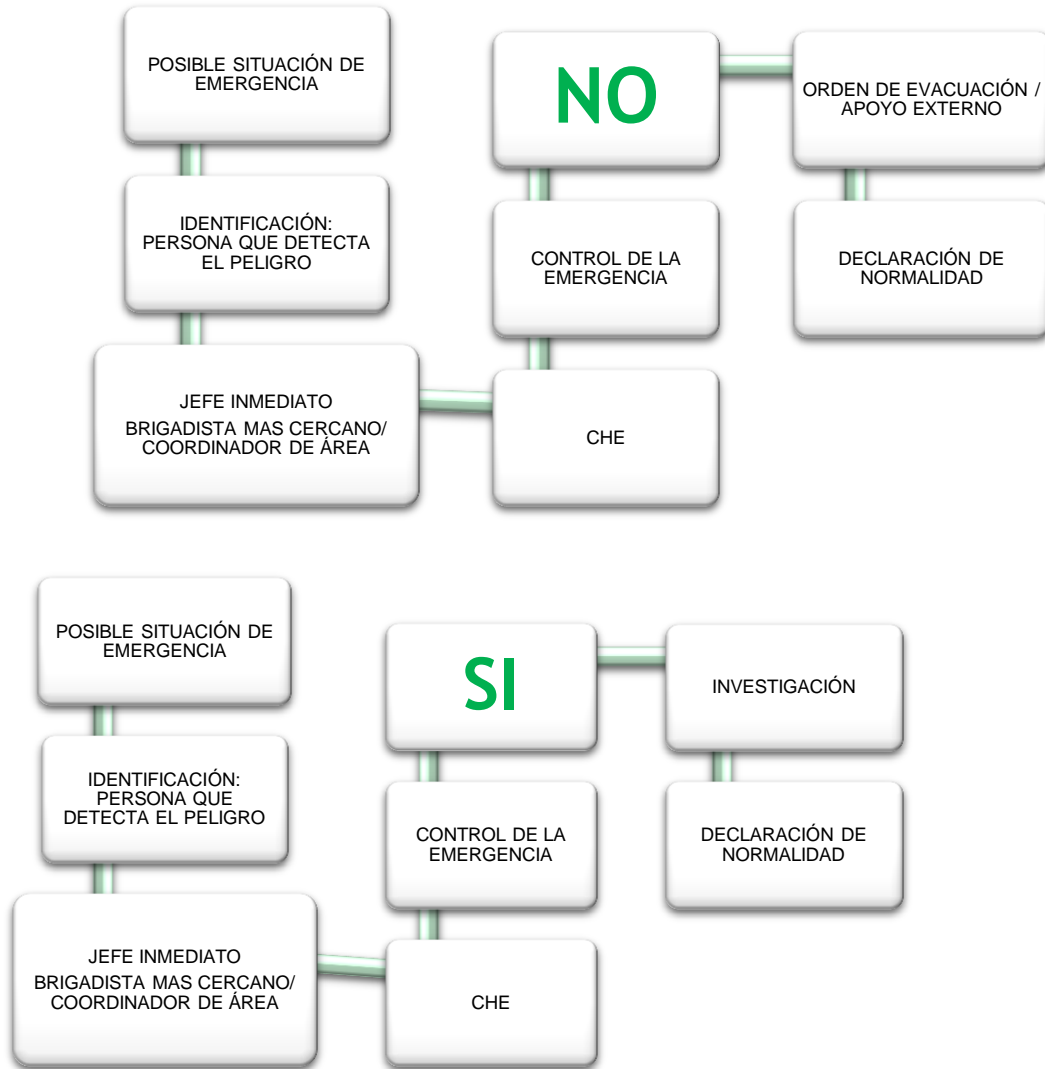 POSIBLE SITUACIÓN DE
EMERGENCIA
IDENTIFICACIÓN:
PERSONA QUE DETECTA
EL PELIGRO
JEFE INMEDIATO
BRIGADISTA MAS CERCANO/
COORDINADOR DE ÁREA
CHE
CONTROL DE LA
EMERGENCIA
NO
ORDEN DE EVACUACIÓN /
APOYO EXTERNO
DECLARACIÓN DE
NORMALIDAD
POSIBLE SITUACIÓN DE
EMERGENCIA
IDENTIFICACIÓN:
PERSONA QUE
DETECTA EL PELIGRO
JEFE INMEDIATO
BRIGADISTA MAS CERCANO/
COORDINADOR DE ÁREA
CHE
CONTROL DE LA
EMERGENCIA
SI
INVESTIGACIÓN
DECLARACIÓN DE
NORMALIDAD